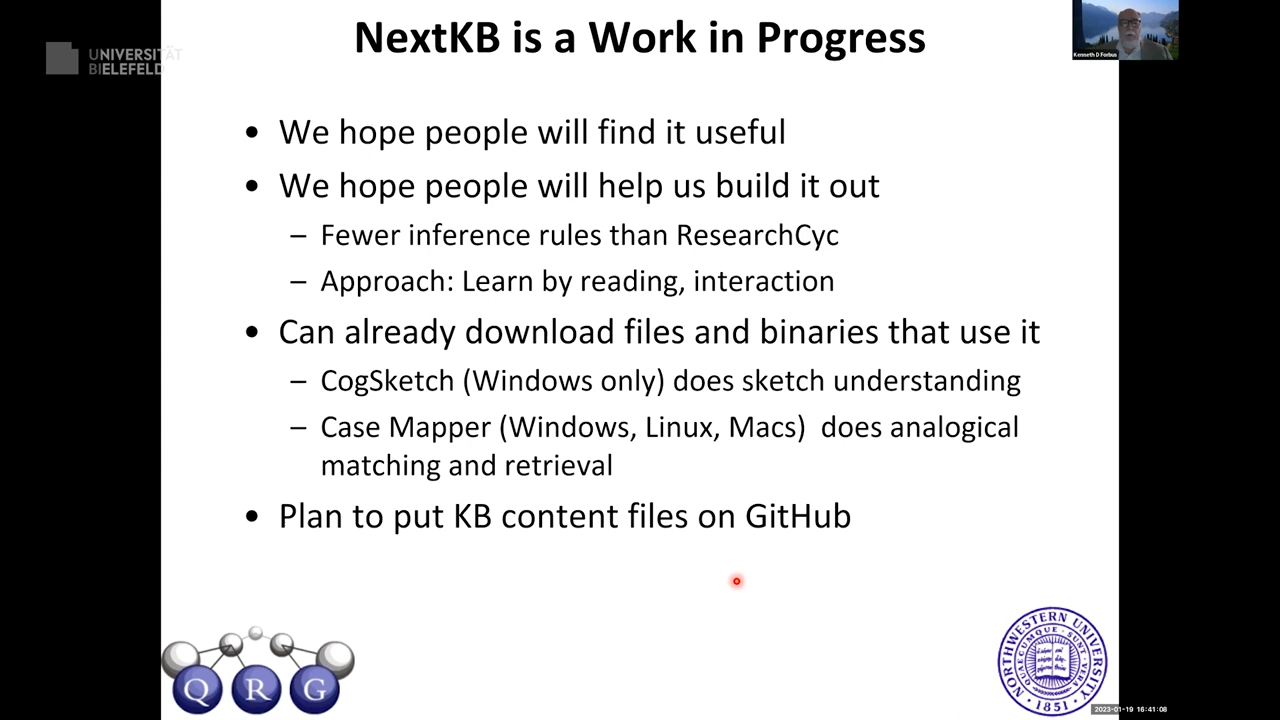 NextKB is a Work in Progress
UNIVERSITÄT
BIELEFELD
Kenneth D Forbus
• We hope people will find it useful
• We hope people will help us build it out
– Fewer inference rules than ResearchCyc
– Approach: Learn by reading, interaction
• Can already download files and binaries that use it
– CogSketch (Windows only) does sketch understanding
– Case Mapper (Windows, Linux, Macs) does analogical
matching and retrieval
• Plan to put KB content files on GitHub
QRG
NORTHWESTERN UNIVERSITY
QUAECUMQUE · SUNT · VERA
1851
2023-01-19 16:41:08